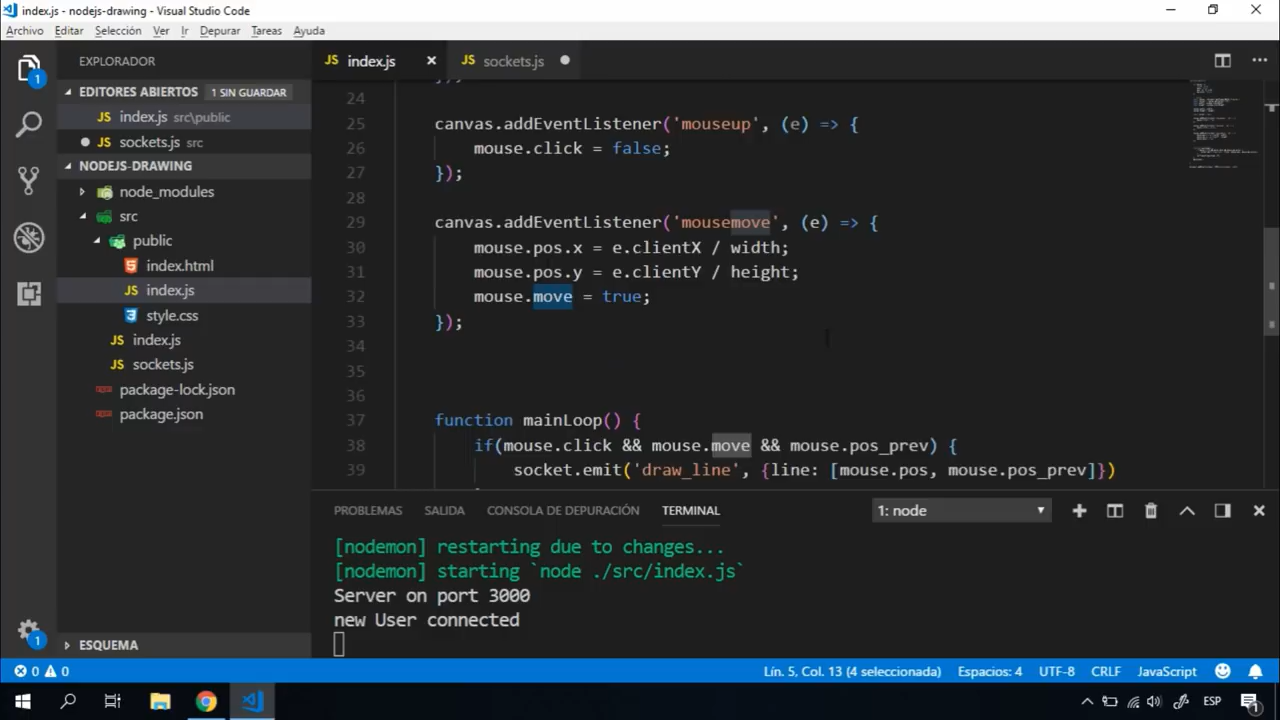 index.js - nodejs-drawing - Visual Studio Code
Archivo Editar Selección Ver Ir Depurar Tareas Ayuda
EXPLORADOR
EDITORES ABIERTOS 1 SIN GUARDAR
JS index.js src\public
JS sockets.js src
NODEJS-DRAWING
node_modules
src
public
index.html
JS index.js
style.css
JS index.js
JS sockets.js
package-lock.json
package.json
ESQUEMA
JS index.js
JS sockets.js
24
25 canvas.addEventListener('mouseup', (e) => {
26 mouse.click = false;
27 });
28
29 canvas.addEventListener('mousemove', (e) => {
30 mouse.pos.x = e.clientX / width;
31 mouse.pos.y = e.clientY / height;
32 mouse.move = true;
33 });
34
35
36
37 function mainLoop() {
38 if(mouse.click && mouse.move && mouse.pos_prev) {
39 socket.emit('draw_line', {line: [mouse.pos, mouse.pos_prev]})
PROBLEMAS SALIDA CONSOLA DE DEPURACIÓN TERMINAL 1: node
[nodemon] restarting due to changes...
[nodemon] starting `node ./src/index.js`
Server on port 3000
new User connected
0 0 Lín. 5, Col. 13 (4 seleccionada) Espacios: 4 UTF-8 CRLF JavaScript 1
ESP 1